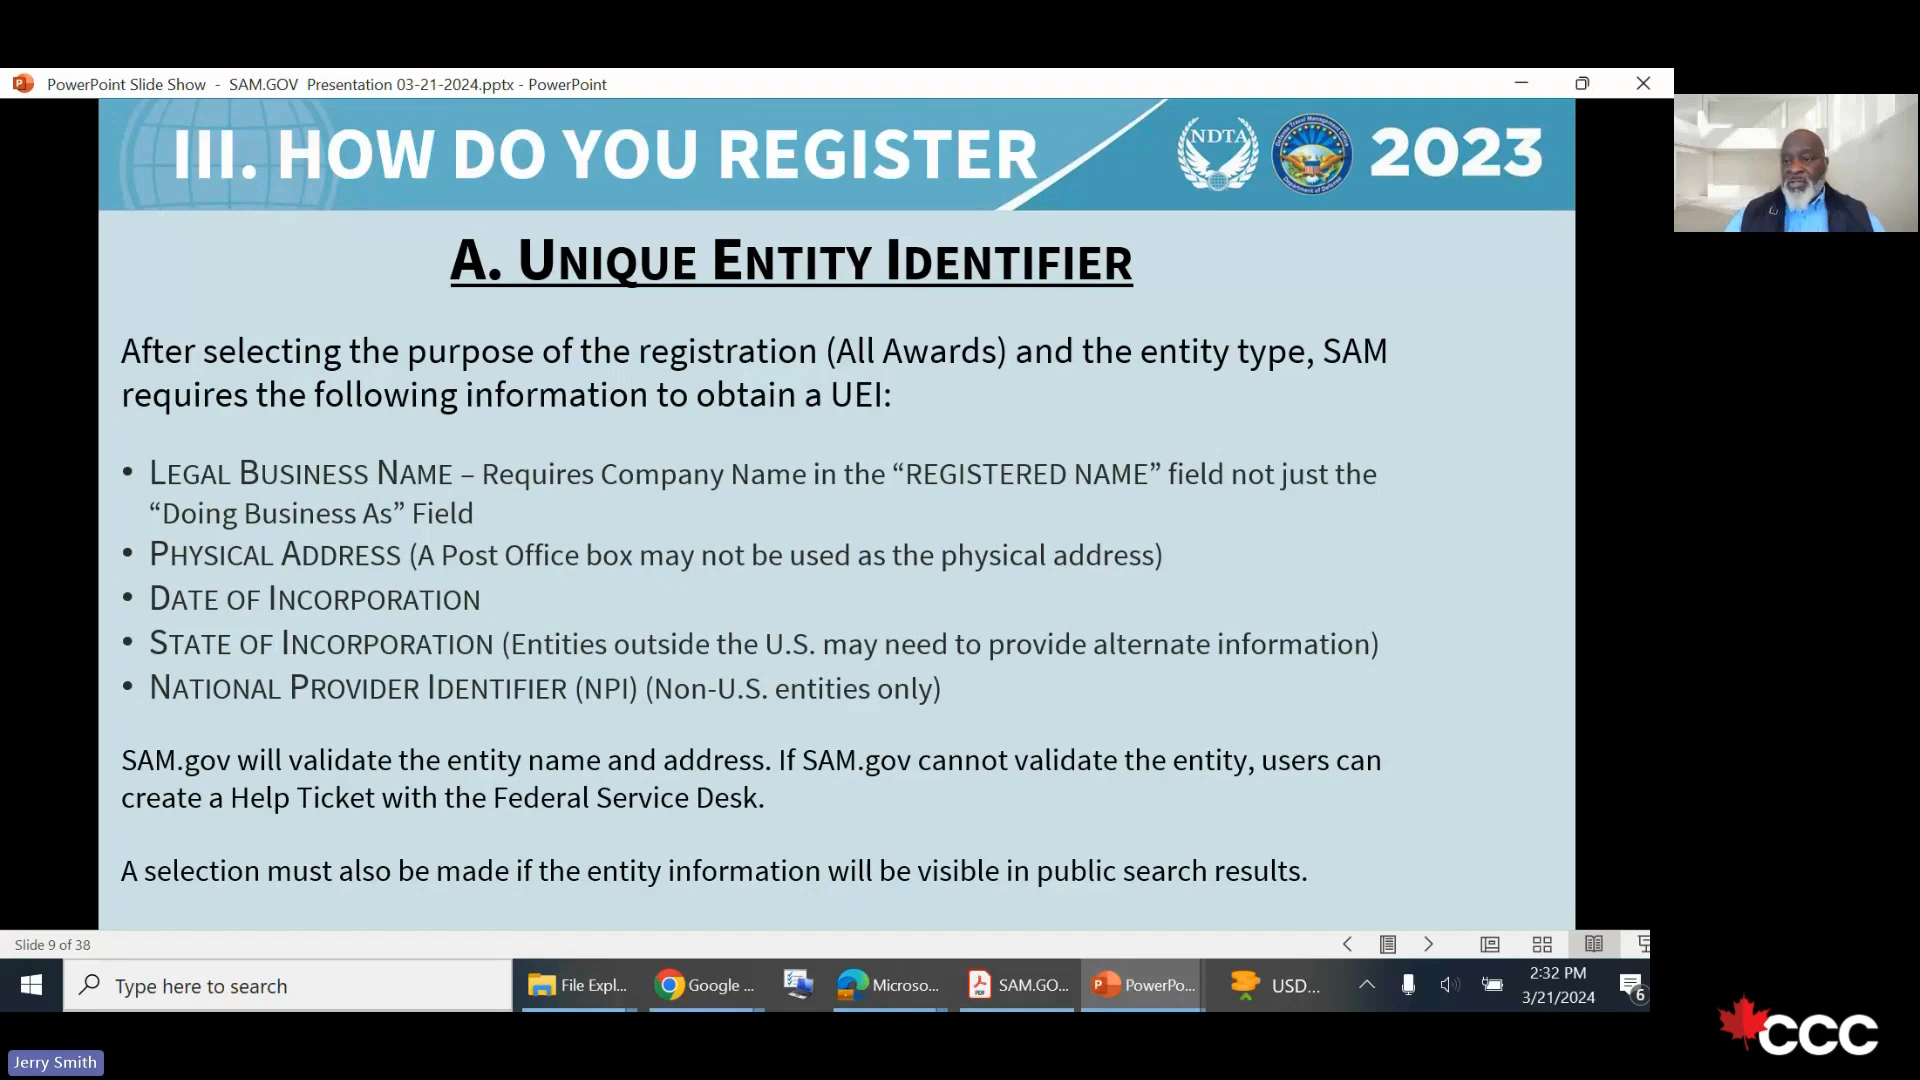 PowerPoint Slide Show - SAM.GOV Presentation 03-21-2024.pptx - PowerPoint
III. HOW DO YOU REGISTER
NDTA
Defense Travel Management Office
Department of Defense
2023
A. UNIQUE ENTITY IDENTIFIER
After selecting the purpose of the registration (All Awards) and the entity type, SAM
requires the following information to obtain a UEI:
• LEGAL BUSINESS NAME – Requires Company Name in the “REGISTERED NAME” field not just the
“Doing Business As” Field
• PHYSICAL ADDRESS (A Post Office box may not be used as the physical address)
• DATE OF INCORPORATION
• STATE OF INCORPORATION (Entities outside the U.S. may need to provide alternate information)
• NATIONAL PROVIDER IDENTIFIER (NPI) (Non-U.S. entities only)
SAM.gov will validate the entity name and address. If SAM.gov cannot validate the entity, users can
create a Help Ticket with the Federal Service Desk.
A selection must also be made if the entity information will be visible in public search results.
Slide 9 of 38
Type here to search
File Expl...
Google ...
Microso...
SAM.GO...
PowerPo...
USD...
2:32 PM
3/21/2024
6
CCC
Jerry Smith